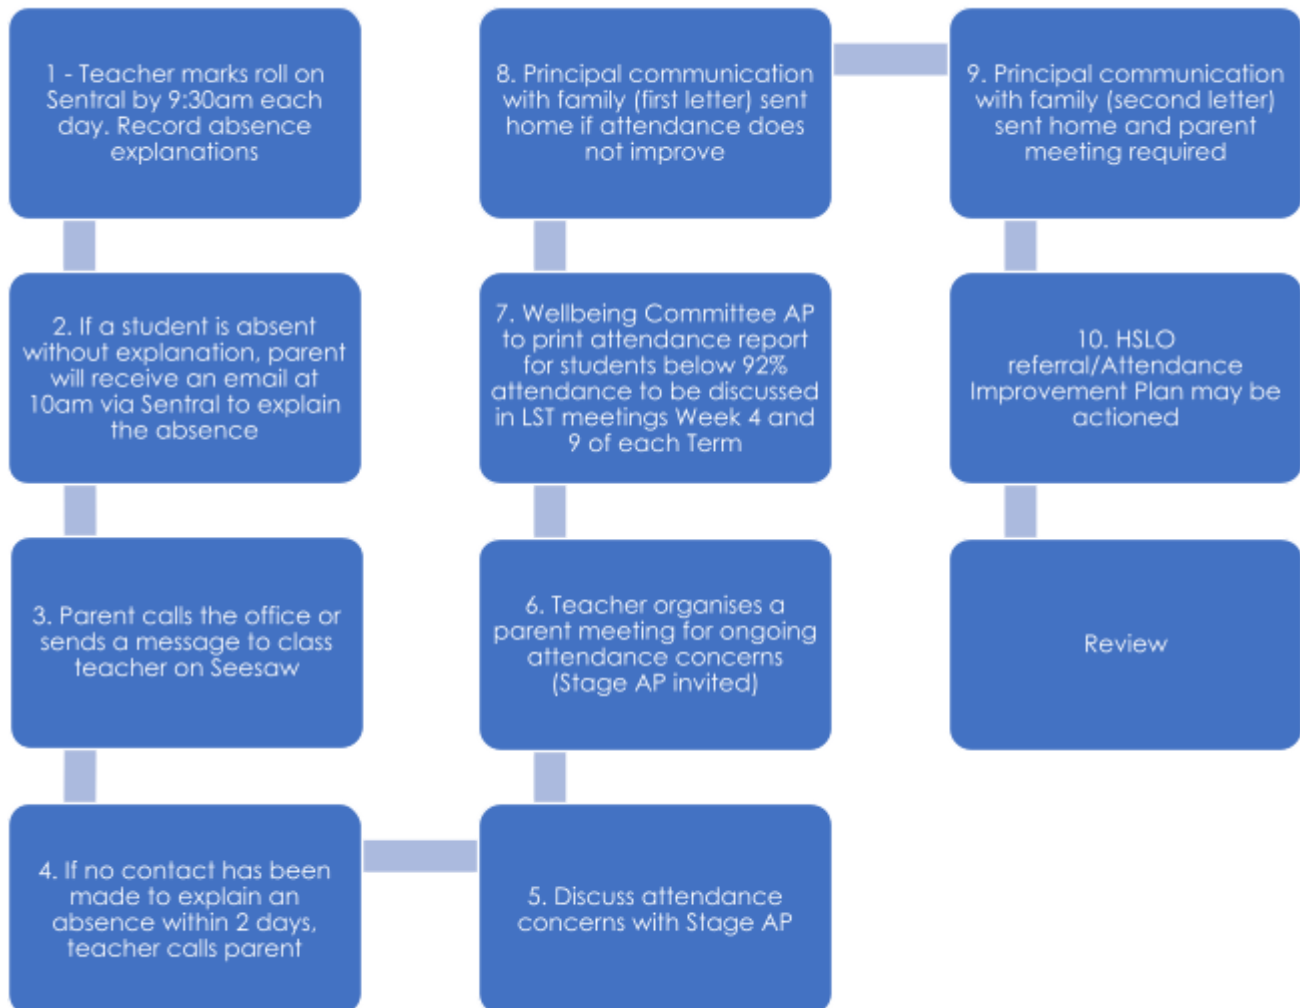 1 - Teacher marks roll on
Sentral by 9:30am each
day. Record absence
explanations
2. If a student is absent
without explanation, parent
will receive an email at
10am via Sentral to explain
the absence
3. Parent calls the office or
sends a message to class
teacher on Seesaw
4. If no contact has been
made to explain an
absence within 2 days,
teacher calls parent
5. Discuss attendance
concerns with Stage AP
6. Teacher organises a
parent meeting for ongoing
attendance concerns
(Stage AP invited)
7. Wellbeing Committee AP
to print attendance report
for students below 92%
attendance to be discussed
in LST meetings Week 4 and
9 of each Term
8. Principal communication
with family (first letter) sent
home if attendance does
not improve
9. Principal communication
with family (second letter)
sent home and parent
meeting required
10. HSLO
referral/Attendance
Improvement Plan may be
actioned
Review